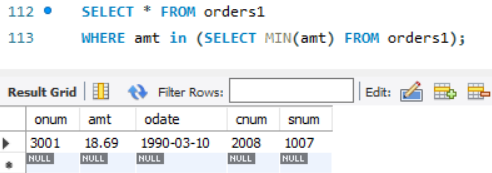 112 SELECT * FROM orders1
113 WHERE amt in (SELECT MIN(amt) FROM orders1);
Result Grid Filter Rows: Edit:
onum amt odate cnum snum
3001 18.69 1990-03-10 2008 1007
NULL NULL NULL NULL NULL